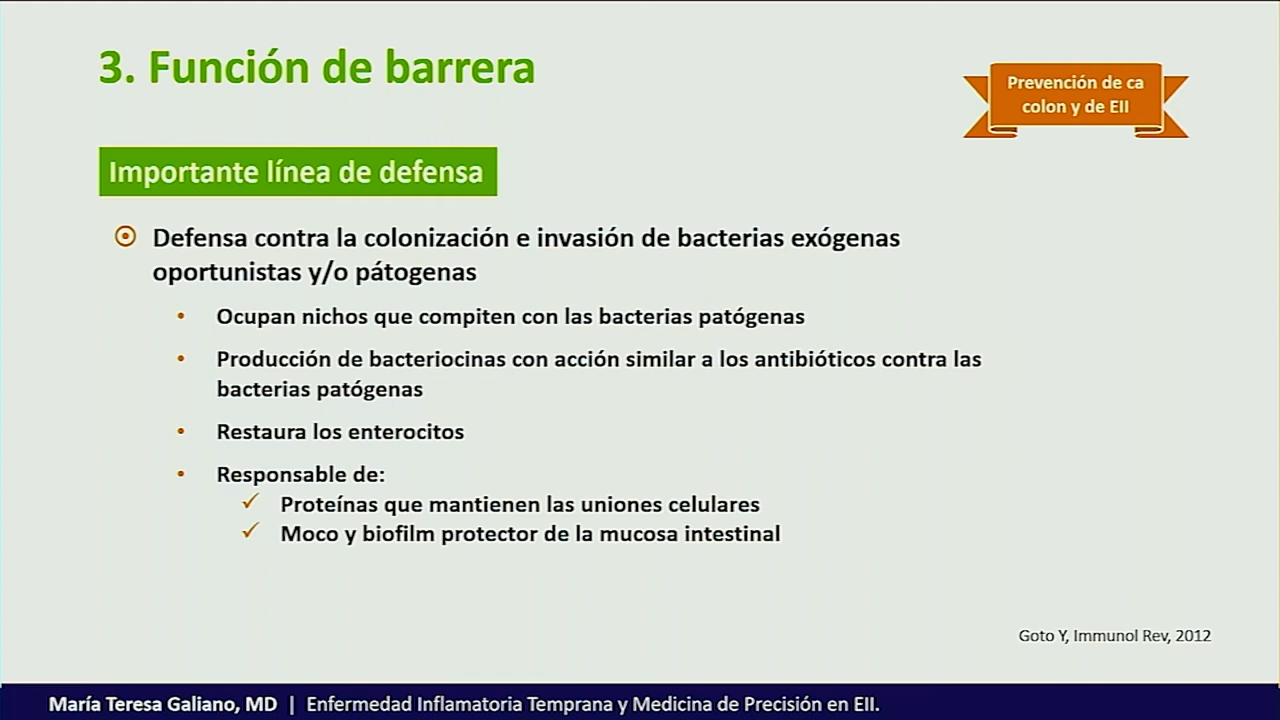 3. Función de barrera
Prevención de ca
colon y de EII
Importante línea de defensa
Defensa contra la colonización e invasión de bacterias exógenas
oportunistas y/o pátogenas
• Ocupan nichos que compiten con las bacterias patógenas
• Producción de bacteriocinas con acción similar a los antibióticos contra las
bacterias patógenas
• Restaura los enterocitos
• Responsable de:
✓ Proteínas que mantienen las uniones celulares
✓ Moco y biofilm protector de la mucosa intestinal
Goto Y, Immunol Rev, 2012
María Teresa Galiano, MD | Enfermedad Inflamatoria Temprana y Medicina de Precisión en EII.